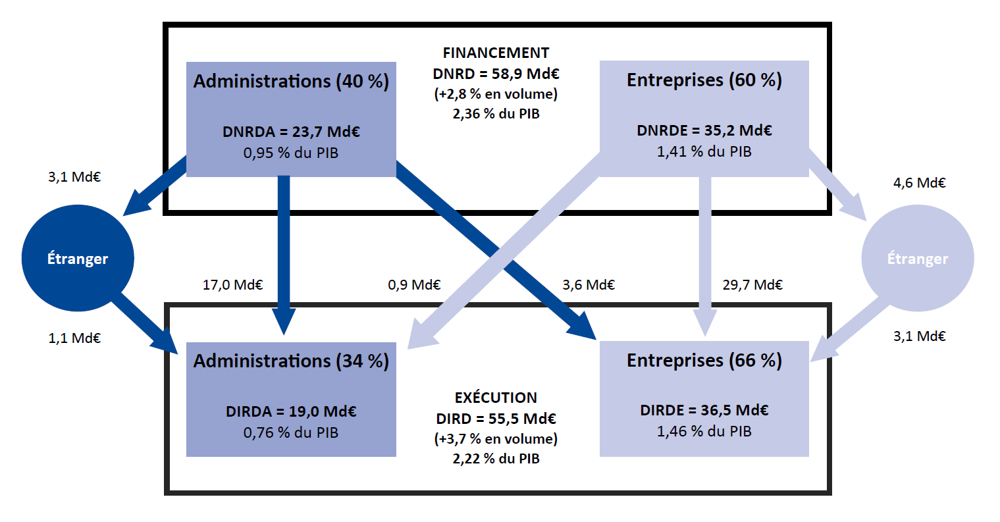 FINANCEMENT
DNRD = 58,9 Md€
(+2,8 % en volume)
2,36 % du PIB
Administrations (40 %)
DNRDA = 23,7 Md€
0,95 % du PIB
Entreprises (60 %)
DNRDE = 35,2 Md€
1,41 % du PIB
3,1 Md€
4,6 Md€
Étranger
Étranger
17,0 Md€
0,9 Md€
3,6 Md€
29,7 Md€
1,1 Md€
3,1 Md€
Administrations (34 %)
DIRDA = 19,0 Md€
0,76 % du PIB
EXÉCUTION
DIRD = 55,5 Md€
(+3,7 % en volume)
2,22 % du PIB
Entreprises (66 %)
DIRDE = 36,5 Md€
1,46 % du PIB